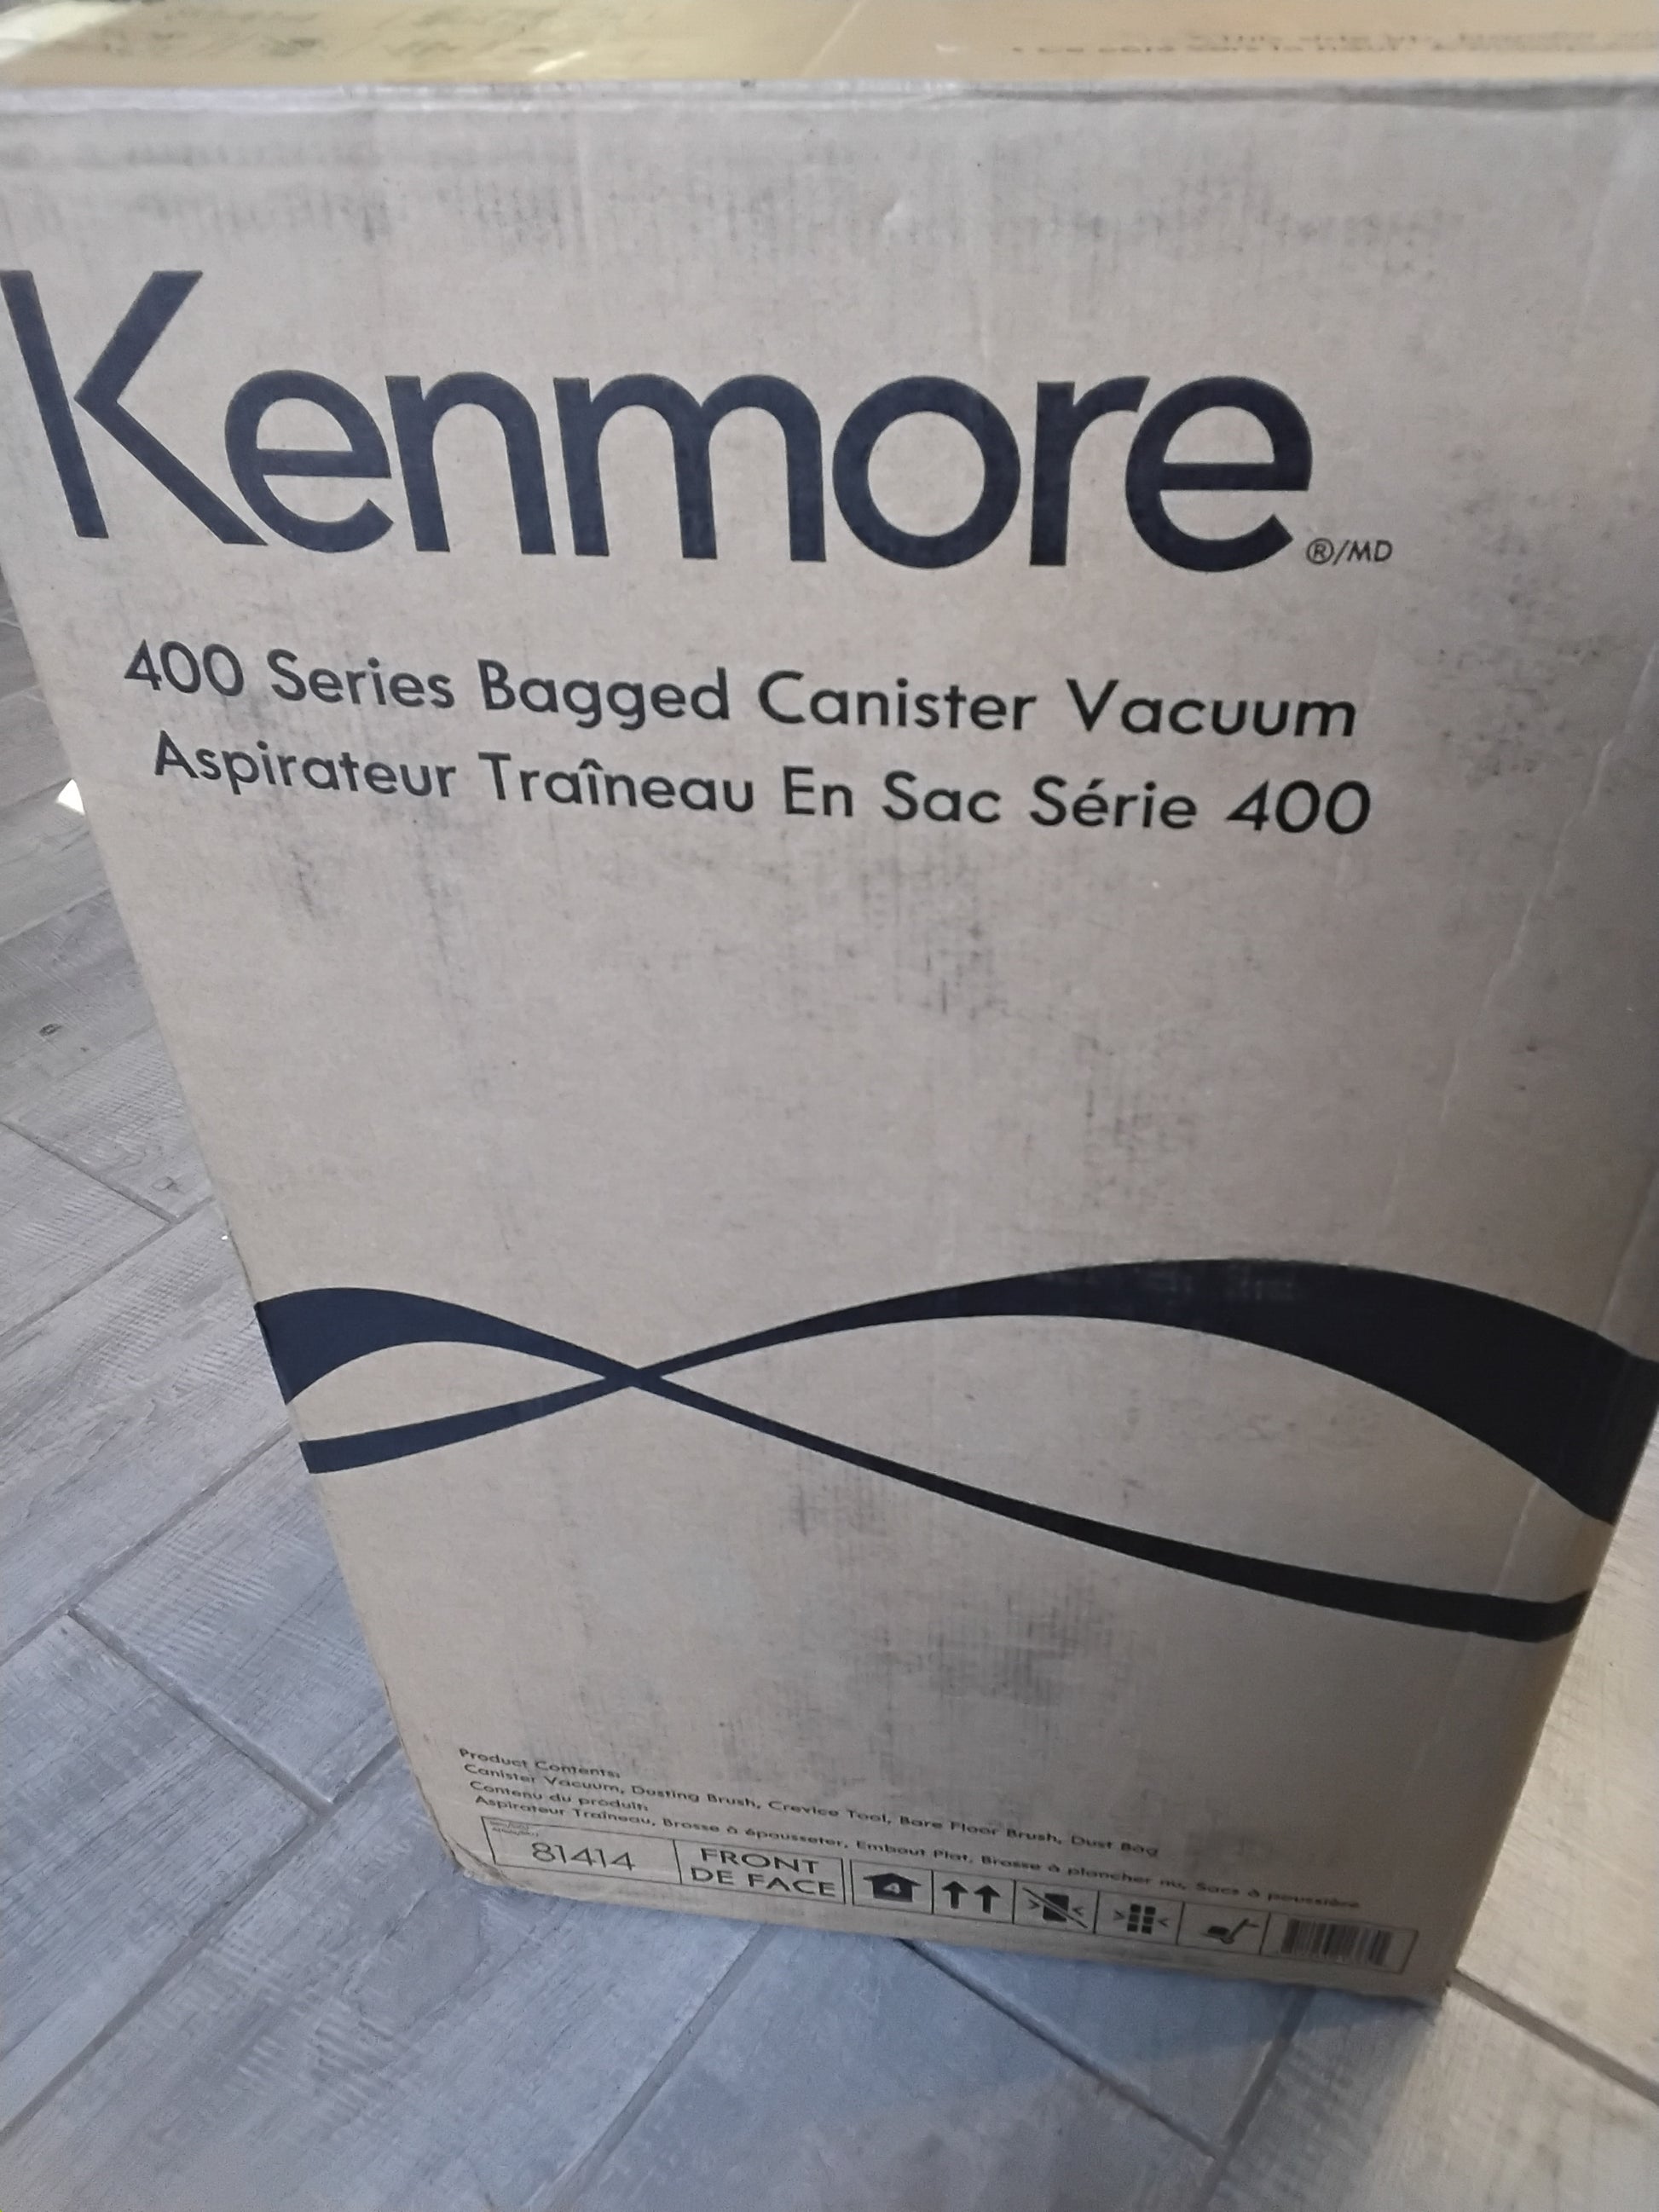 Kenmore ®/MD
400 Series Bagged Canister Vacuum
Aspirateur Traîneau En Sac Série 400
Product Contents:
Canister Vacuum, Dusting Brush, Crevice Tool, Bare Floor Brush, Dust Bag
Contenu du produit:
Aspirateur Traîneau, Brosse à épousseter, Embout Plat, Brosse à plancher nu, Sacs à poussière
81414
FRONT
DE FACE
4